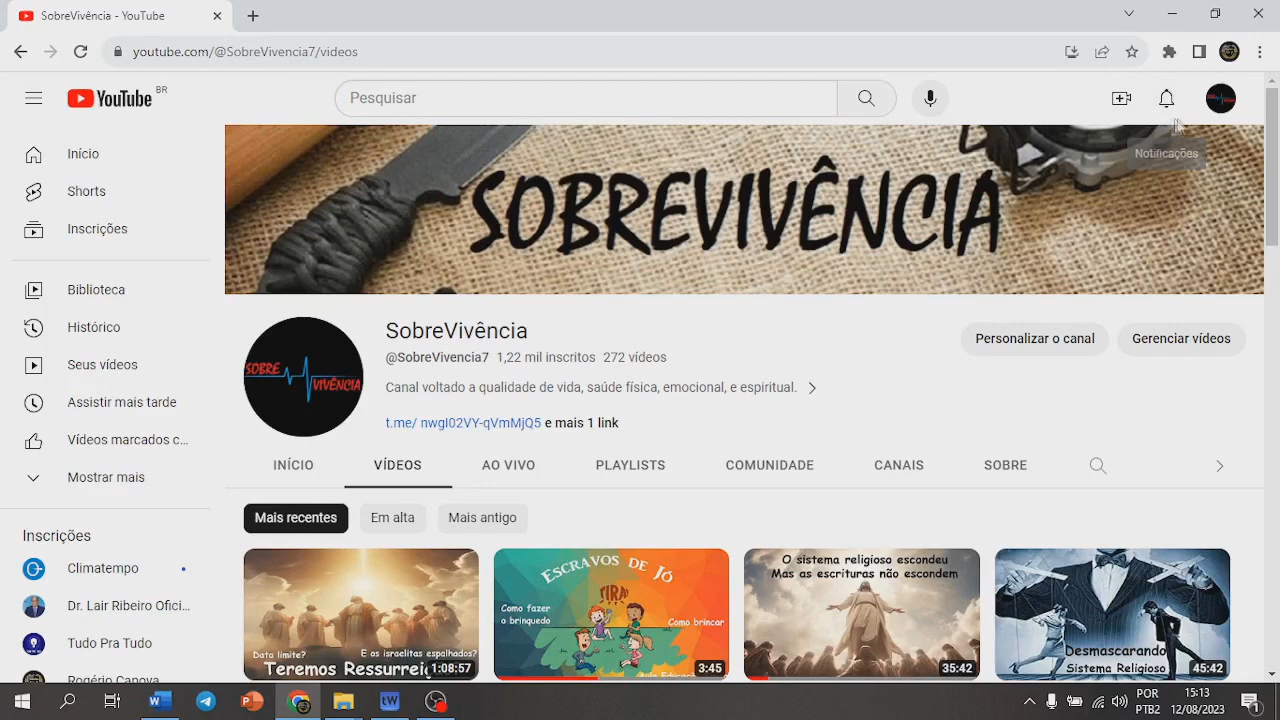 SobreVivência - YouTube
youtube.com/@SobreVivencia7/videos
YouTube BR
Pesquisar
Notificações
Início
Shorts
Inscrições
Biblioteca
Histórico
Seus vídeos
Assistir mais tarde
Vídeos marcados c...
Mostrar mais
Inscrições
Climatempo
Dr. Lair Ribeiro Ofici...
Tudo Pra Tudo
Rogério Canova
SOBREVIVÊNCIA
SOBRE
VIVÊNCIA
SobreVivência
@SobreVivencia7 1,22 mil inscritos 272 vídeos
Canal voltado a qualidade de vida, saúde física, emocional, e espiritual.
t.me/ nwgI02VY-qVmMjQ5 e mais 1 link
Personalizar o canal
Gerenciar vídeos
INÍCIO VÍDEOS AO VIVO PLAYLISTS COMUNIDADE CANAIS SOBRE
Mais recentes Em alta Mais antigo
Data limite? E os israelitas espalhados?
Teremos Ressurrei
1:08:57
ESCRAVOS DE JÓ
TIRA!
Como fazer
o brinquedo
Como brincar
3:45
O sistema religioso escondeu
Mas as escrituras não escondem
35:42
Desmascarando
Sistema Religioso
45:42
POR
PTB2
15:13
12/08/2023
1